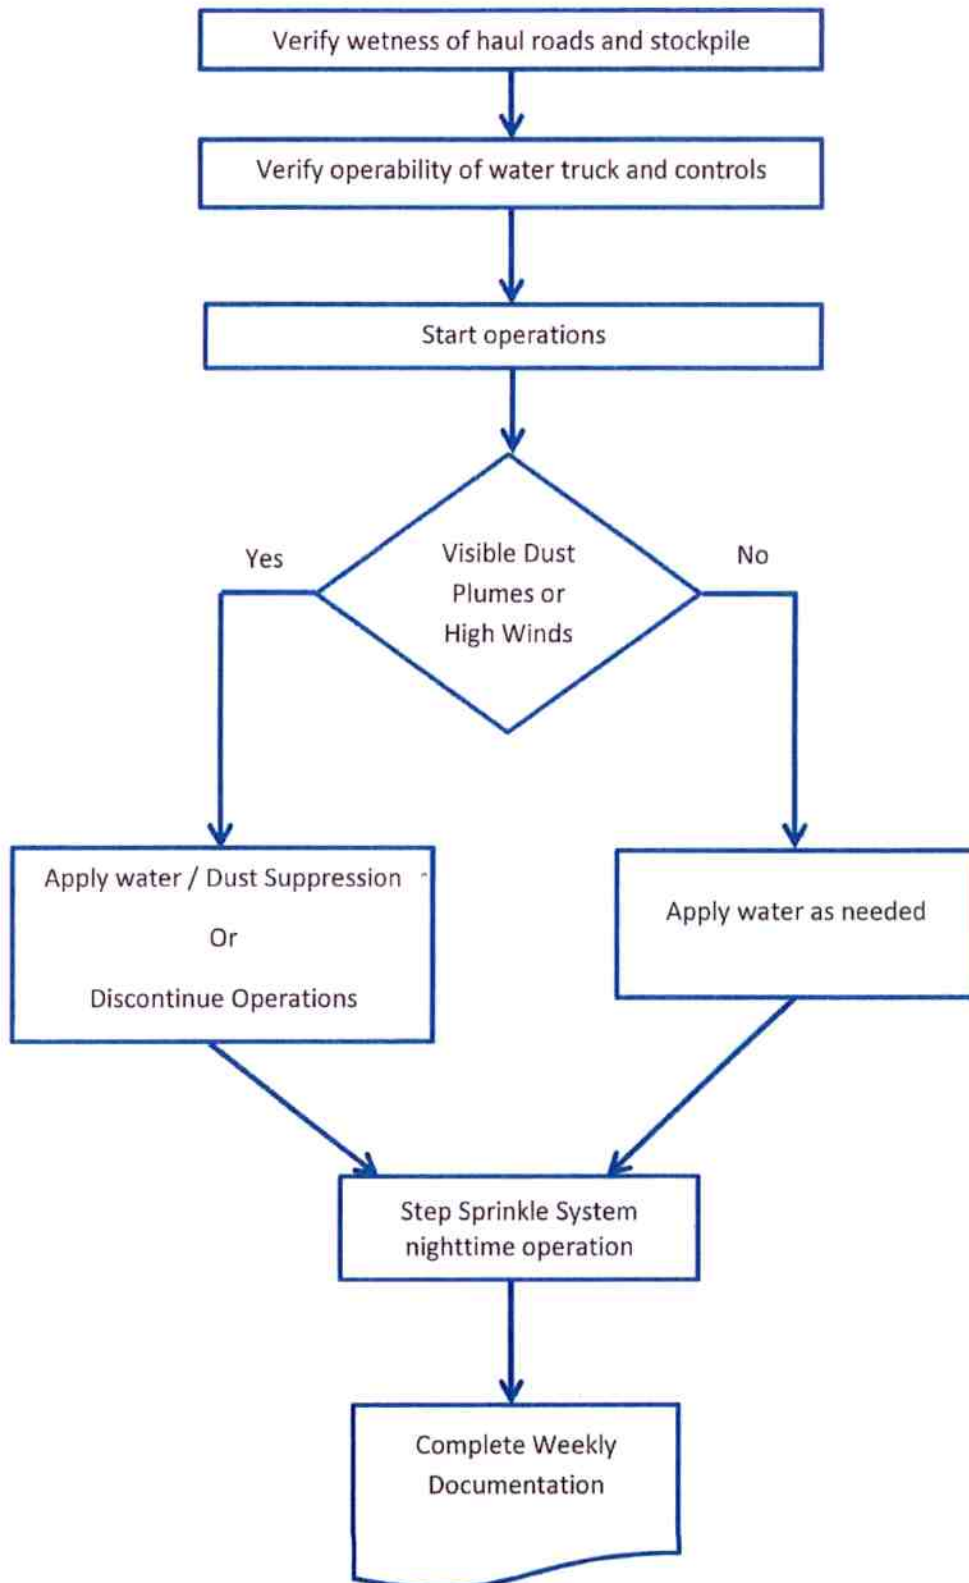 Verify wetness of haul roads and stockpile
Verify operability of water truck and controls
Start operations
Visible Dust
Plumes or
High Winds
Yes
No
Apply water / Dust Suppression
Or
Discontinue Operations
Apply water as needed
Step Sprinkle System
nighttime operation
Complete Weekly
Documentation